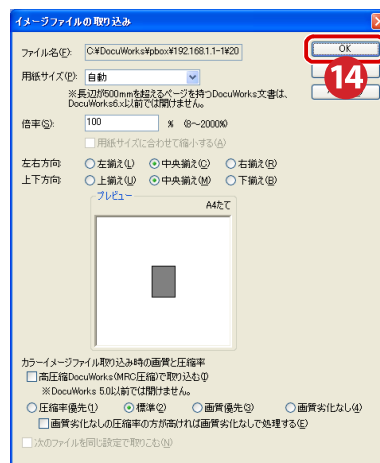 イメージファイルの取り込み
ファイル名(F): C:¥DocuWorks¥pbox¥192.168.1.1-1¥20
OK
用紙サイズ(P): 自動
14
※長辺が500mmを超えるページを持つDocuWorks文書は、
DocuWorks6.x以前では開けません。
倍率(S): 100 % (8～2000%)
用紙サイズに合わせて縮小する(A)
左右方向: 左揃え(L) 中央揃え(C) 右揃え(R)
上下方向: 上揃え(U) 中央揃え(M) 下揃え(B)
プレビュー
A4たて
カラーイメージファイル取り込み時の画質と圧縮率
高圧縮DocuWorks(MRC圧縮)で取り込む(I)
※DocuWorks 5.0以前では開けません。
圧縮率優先(1) 標準(2) 画質優先(3) 画質劣化なし(4)
画質劣化なしの圧縮率の方が高ければ画質劣化なしで処理する(E)
次のファイルを同じ設定で取りこむ(N)